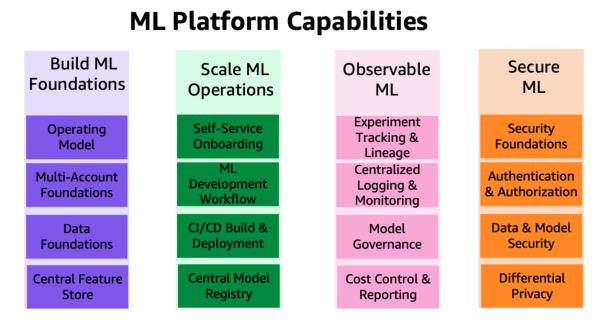 ML Platform Capabilities
Build ML
Foundations
Operating
Model
Multi-Account
Foundations
Data
Foundations
Central Feature
Store
Scale ML
Operations
Self-Service
Onboarding
ML
Development
Workflow
CI/CD Build &
Deployment
Central Model
Registry
Observable
ML
Experiment
Tracking &
Lineage
Centralized
Logging &
Monitoring
Model
Governance
Cost Control &
Reporting
Secure
ML
Security
Foundations
Authentication
& Authorization
Data & Model
Security
Differential
Privacy